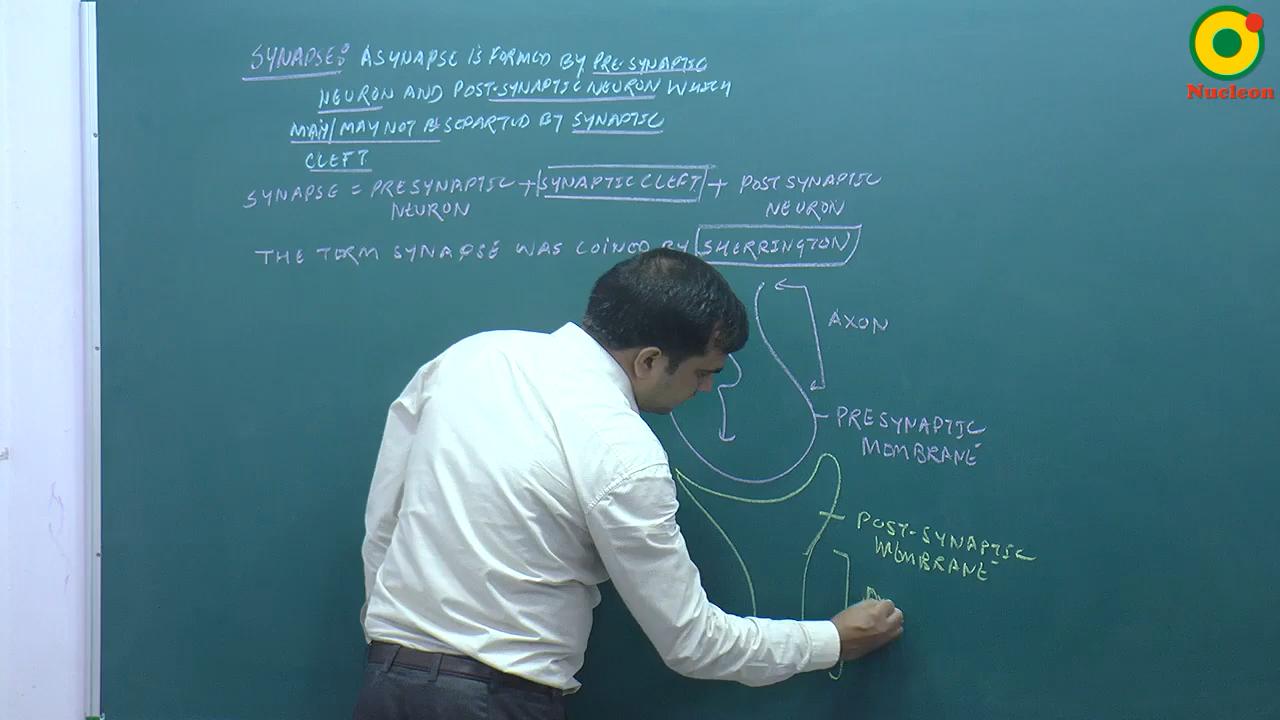 SYNAPSE: A SYNAPSE IS FORMED BY PRE-SYNAPTIC
NEURON AND POST-SYNAPTIC NEURON WHICH
MAY/MAY NOT B SEPARTED BY SYNAPTIC
CLEFT
SYNAPSE = PRESYNAPTIC + SYNAPTIC CLEFT + POST SYNAPTIC
NEURON NEURON
THE TERM SYNAPSE WAS COINED BY SHERRINGTON
AXON
PRESYNAPTIC
MEMBRANE
POST-SYNAPTIC
MEMBRANE
Nucleon